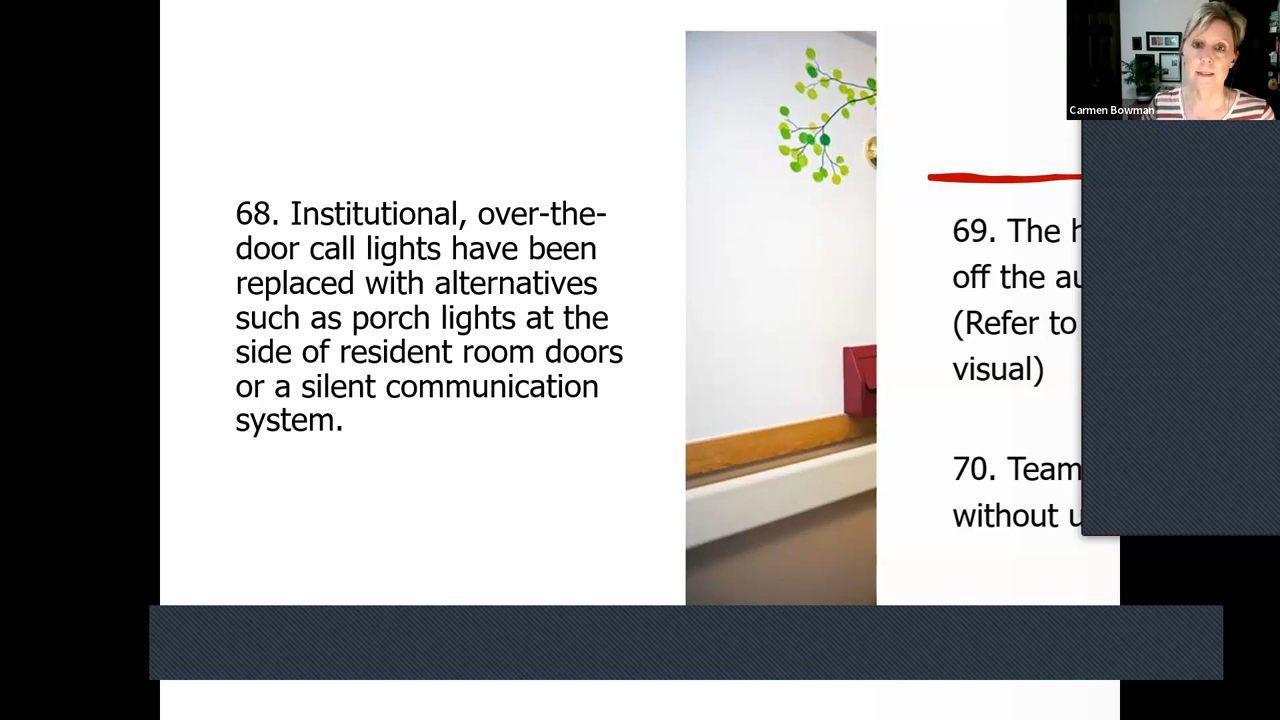 Carmen Bowman
68. Institutional, over-the-
door call lights have been
replaced with alternatives
such as porch lights at the
side of resident room doors
or a silent communication
system.
69. The
off the
(Refer to
visual)
70. Team
without